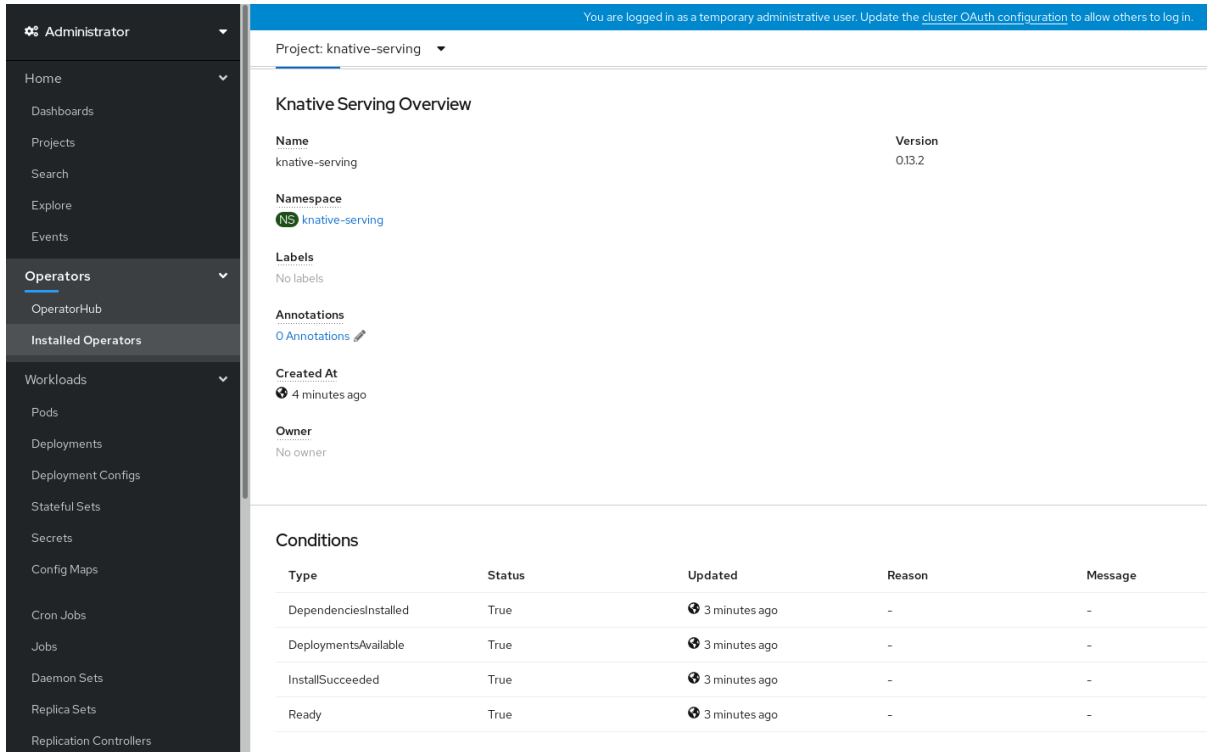 You are logged in as a temporary administrative user. Update the cluster OAuth configuration to allow others to log in.
Administrator
Home
Dashboards
Projects
Search
Explore
Events
Operators
OperatorHub
Installed Operators
Workloads
Pods
Deployments
Deployment Configs
Stateful Sets
Secrets
Config Maps
Cron Jobs
Jobs
Daemon Sets
Replica Sets
Replication Controllers
Project: knative-serving
Knative Serving Overview
Name
knative-serving
Version
0.13.2
Namespace
NS knative-serving
Labels
No labels
Annotations
0 Annotations
Created At
4 minutes ago
Owner
No owner
Conditions
Type Status Updated Reason Message
DependenciesInstalled True 3 minutes ago - -
DeploymentsAvailable True 3 minutes ago - -
InstallSucceeded True 3 minutes ago - -
Ready True 3 minutes ago - -